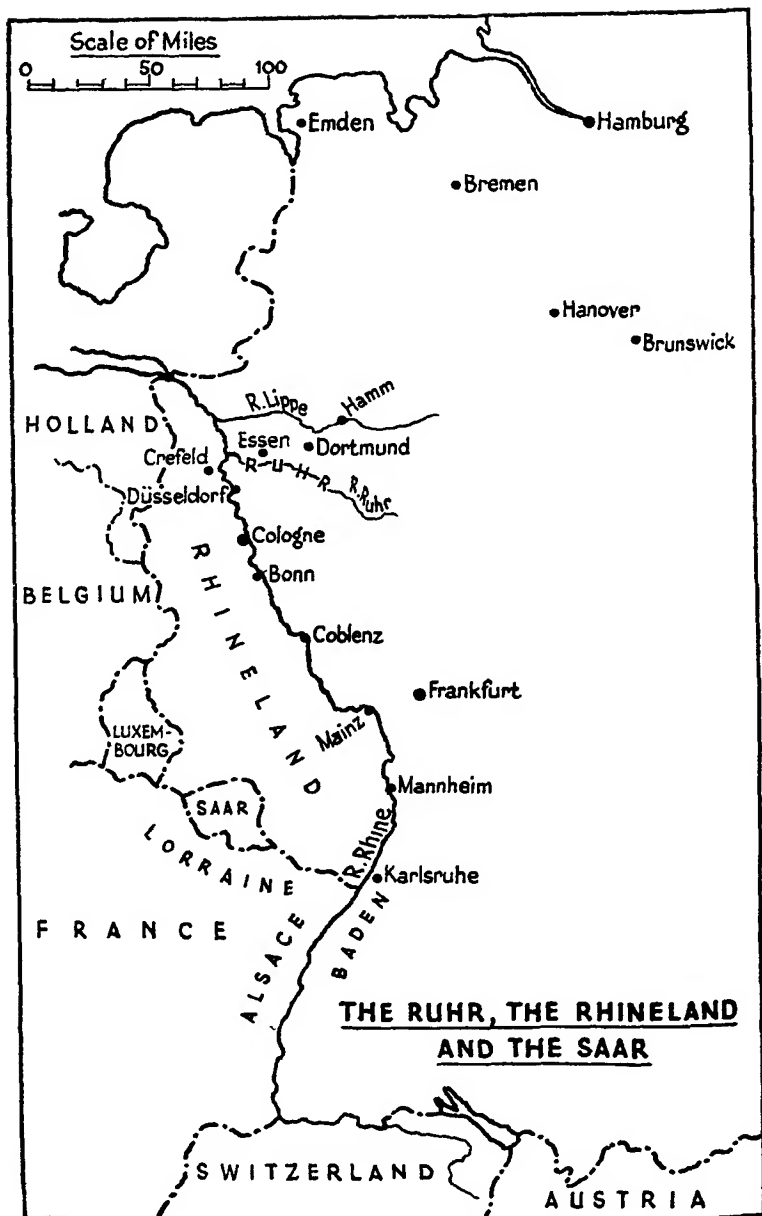 Scale of Miles
0 50 100
Emden
Hamburg
Bremen
Hanover
Brunswick
R. Lippe
Hamm
HOLLAND
Essen
Dortmund
Crefeld
RUHR
R. Ruhr
Düsseldorf
Cologne
RHINELAND
Bonn
BELGIUM
Coblenz
Frankfurt
Mainz
LUXEM-
BOURG
Mannheim
SAAR
R. Rhine
LORRAINE
Karlsruhe
FRANCE
ALSACE
BADEN
THE RUHR, THE RHINELAND
AND THE SAAR
SWITZERLAND
AUSTRIA